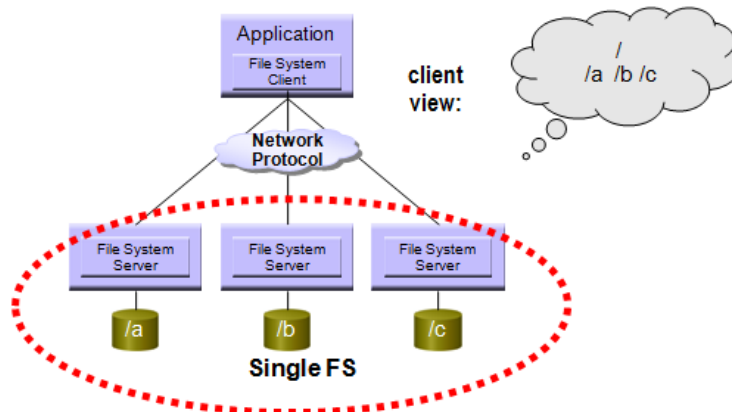 Application
File System
Client
client
view:
/
/a /b /c
Network
Protocol
File System
Server
File System
Server
File System
Server
/a
/b
/c
Single FS